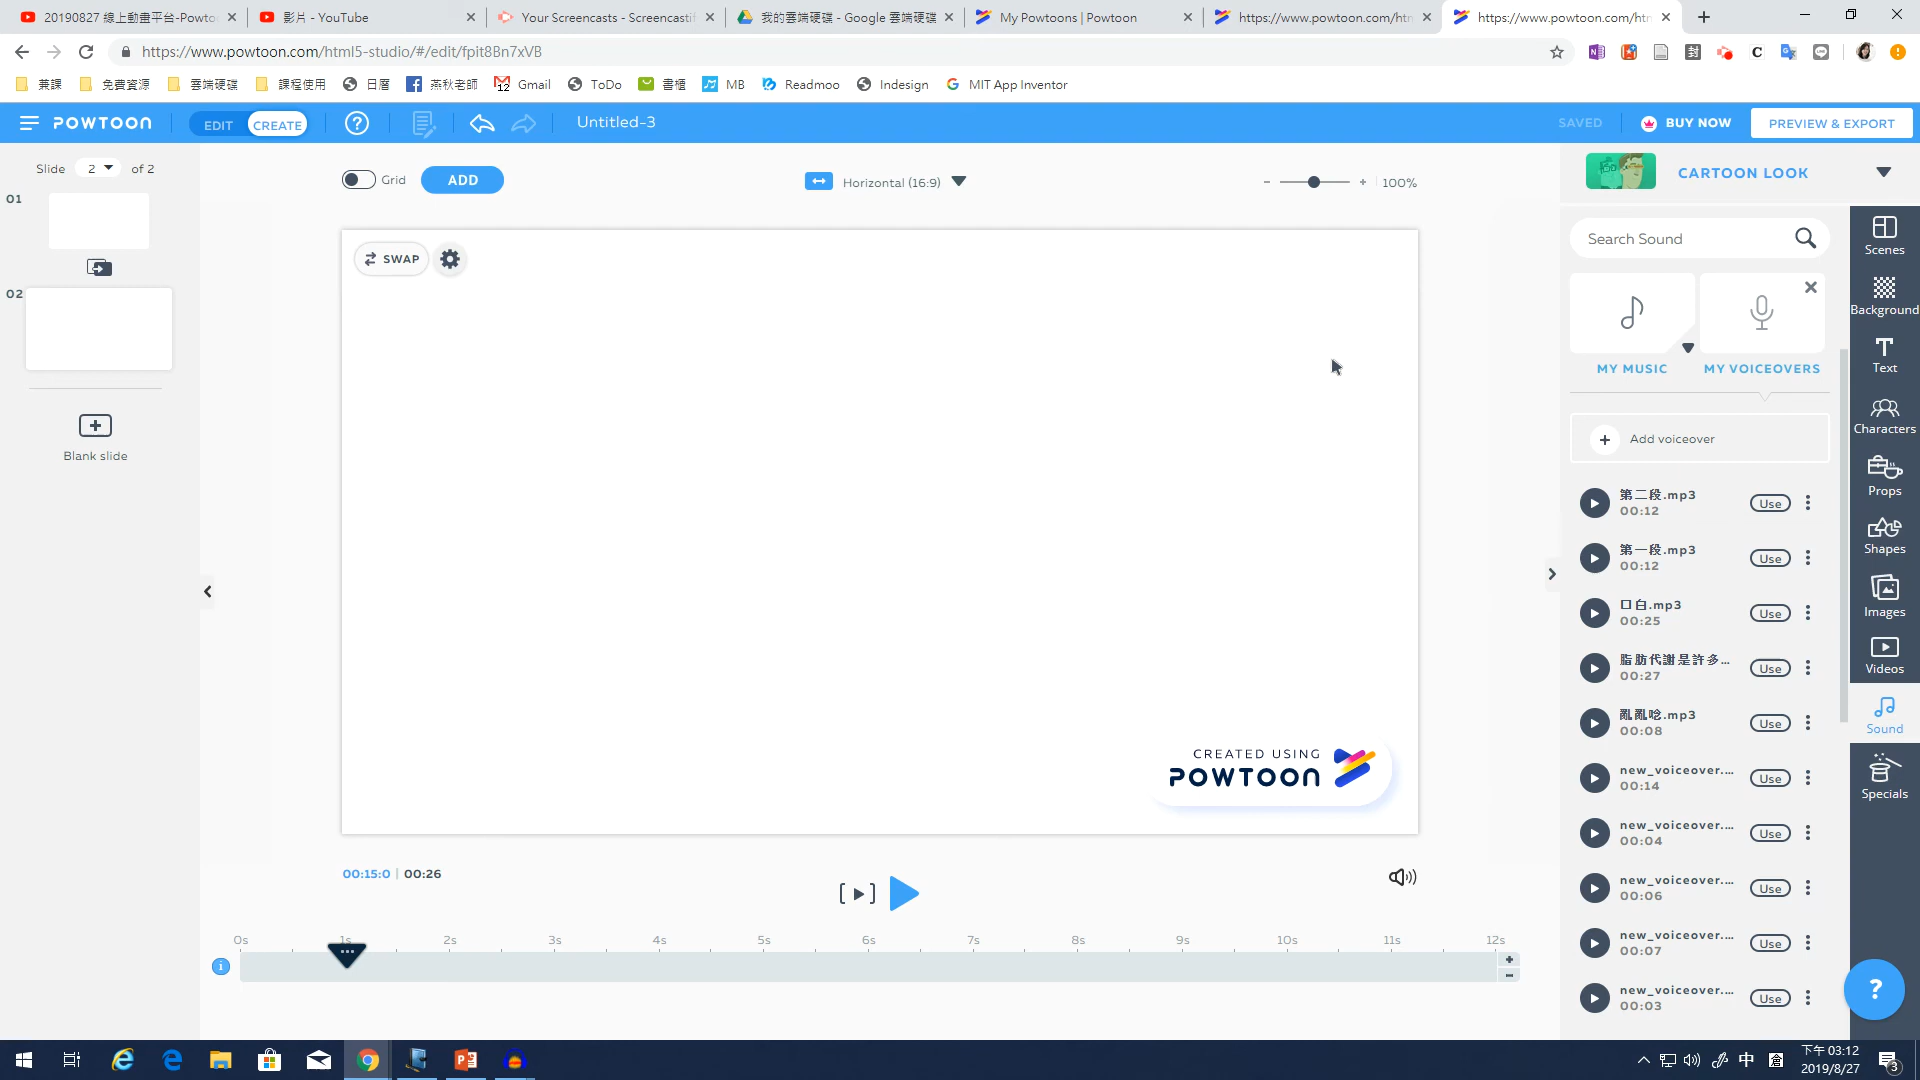 20190827 線上動畫平台-Powto
影片 - YouTube
Your Screencasts - Screencastif
我的雲端硬碟 - Google 雲端硬碟
My Powtoons | Powtoon
https://www.powtoon.com/htm
https://www.powtoon.com/htm
https://www.powtoon.com/html5-studio/#/edit/fpit8Bn7xVB
兼課
免費資源
雲端硬碟
課程使用
日曆
燕秋老師
Gmail
ToDo
書櫃
MB
Readmoo
Indesign
MIT App Inventor
POWTOON
EDIT
CREATE
Untitled-3
SAVED
BUY NOW
PREVIEW & EXPORT
Slide 2 of 2
Grid
ADD
Horizontal (16:9)
- + 100%
CARTOON LOOK
01
02
Blank slide
SWAP
CREATED USING
POWTOON
Search Sound
MY MUSIC
MY VOICEOVERS
+ Add voiceover
第二段.mp3
00:12
Use
第一段.mp3
00:12
Use
口白.mp3
00:25
Use
脂肪代謝是許多...
00:27
Use
亂亂唸.mp3
00:08
Use
new_voiceover....
00:14
Use
new_voiceover....
00:04
Use
new_voiceover....
00:06
Use
new_voiceover....
00:07
Use
new_voiceover....
00:03
Use
Scenes
Background
Text
Characters
Props
Shapes
Images
Videos
Sound
Specials
?
00:15:0 | 00:26
0s 1s 2s 3s 4s 5s 6s 7s 8s 9s 10s 11s 12s
中
下午 03:12
2019/8/27
3